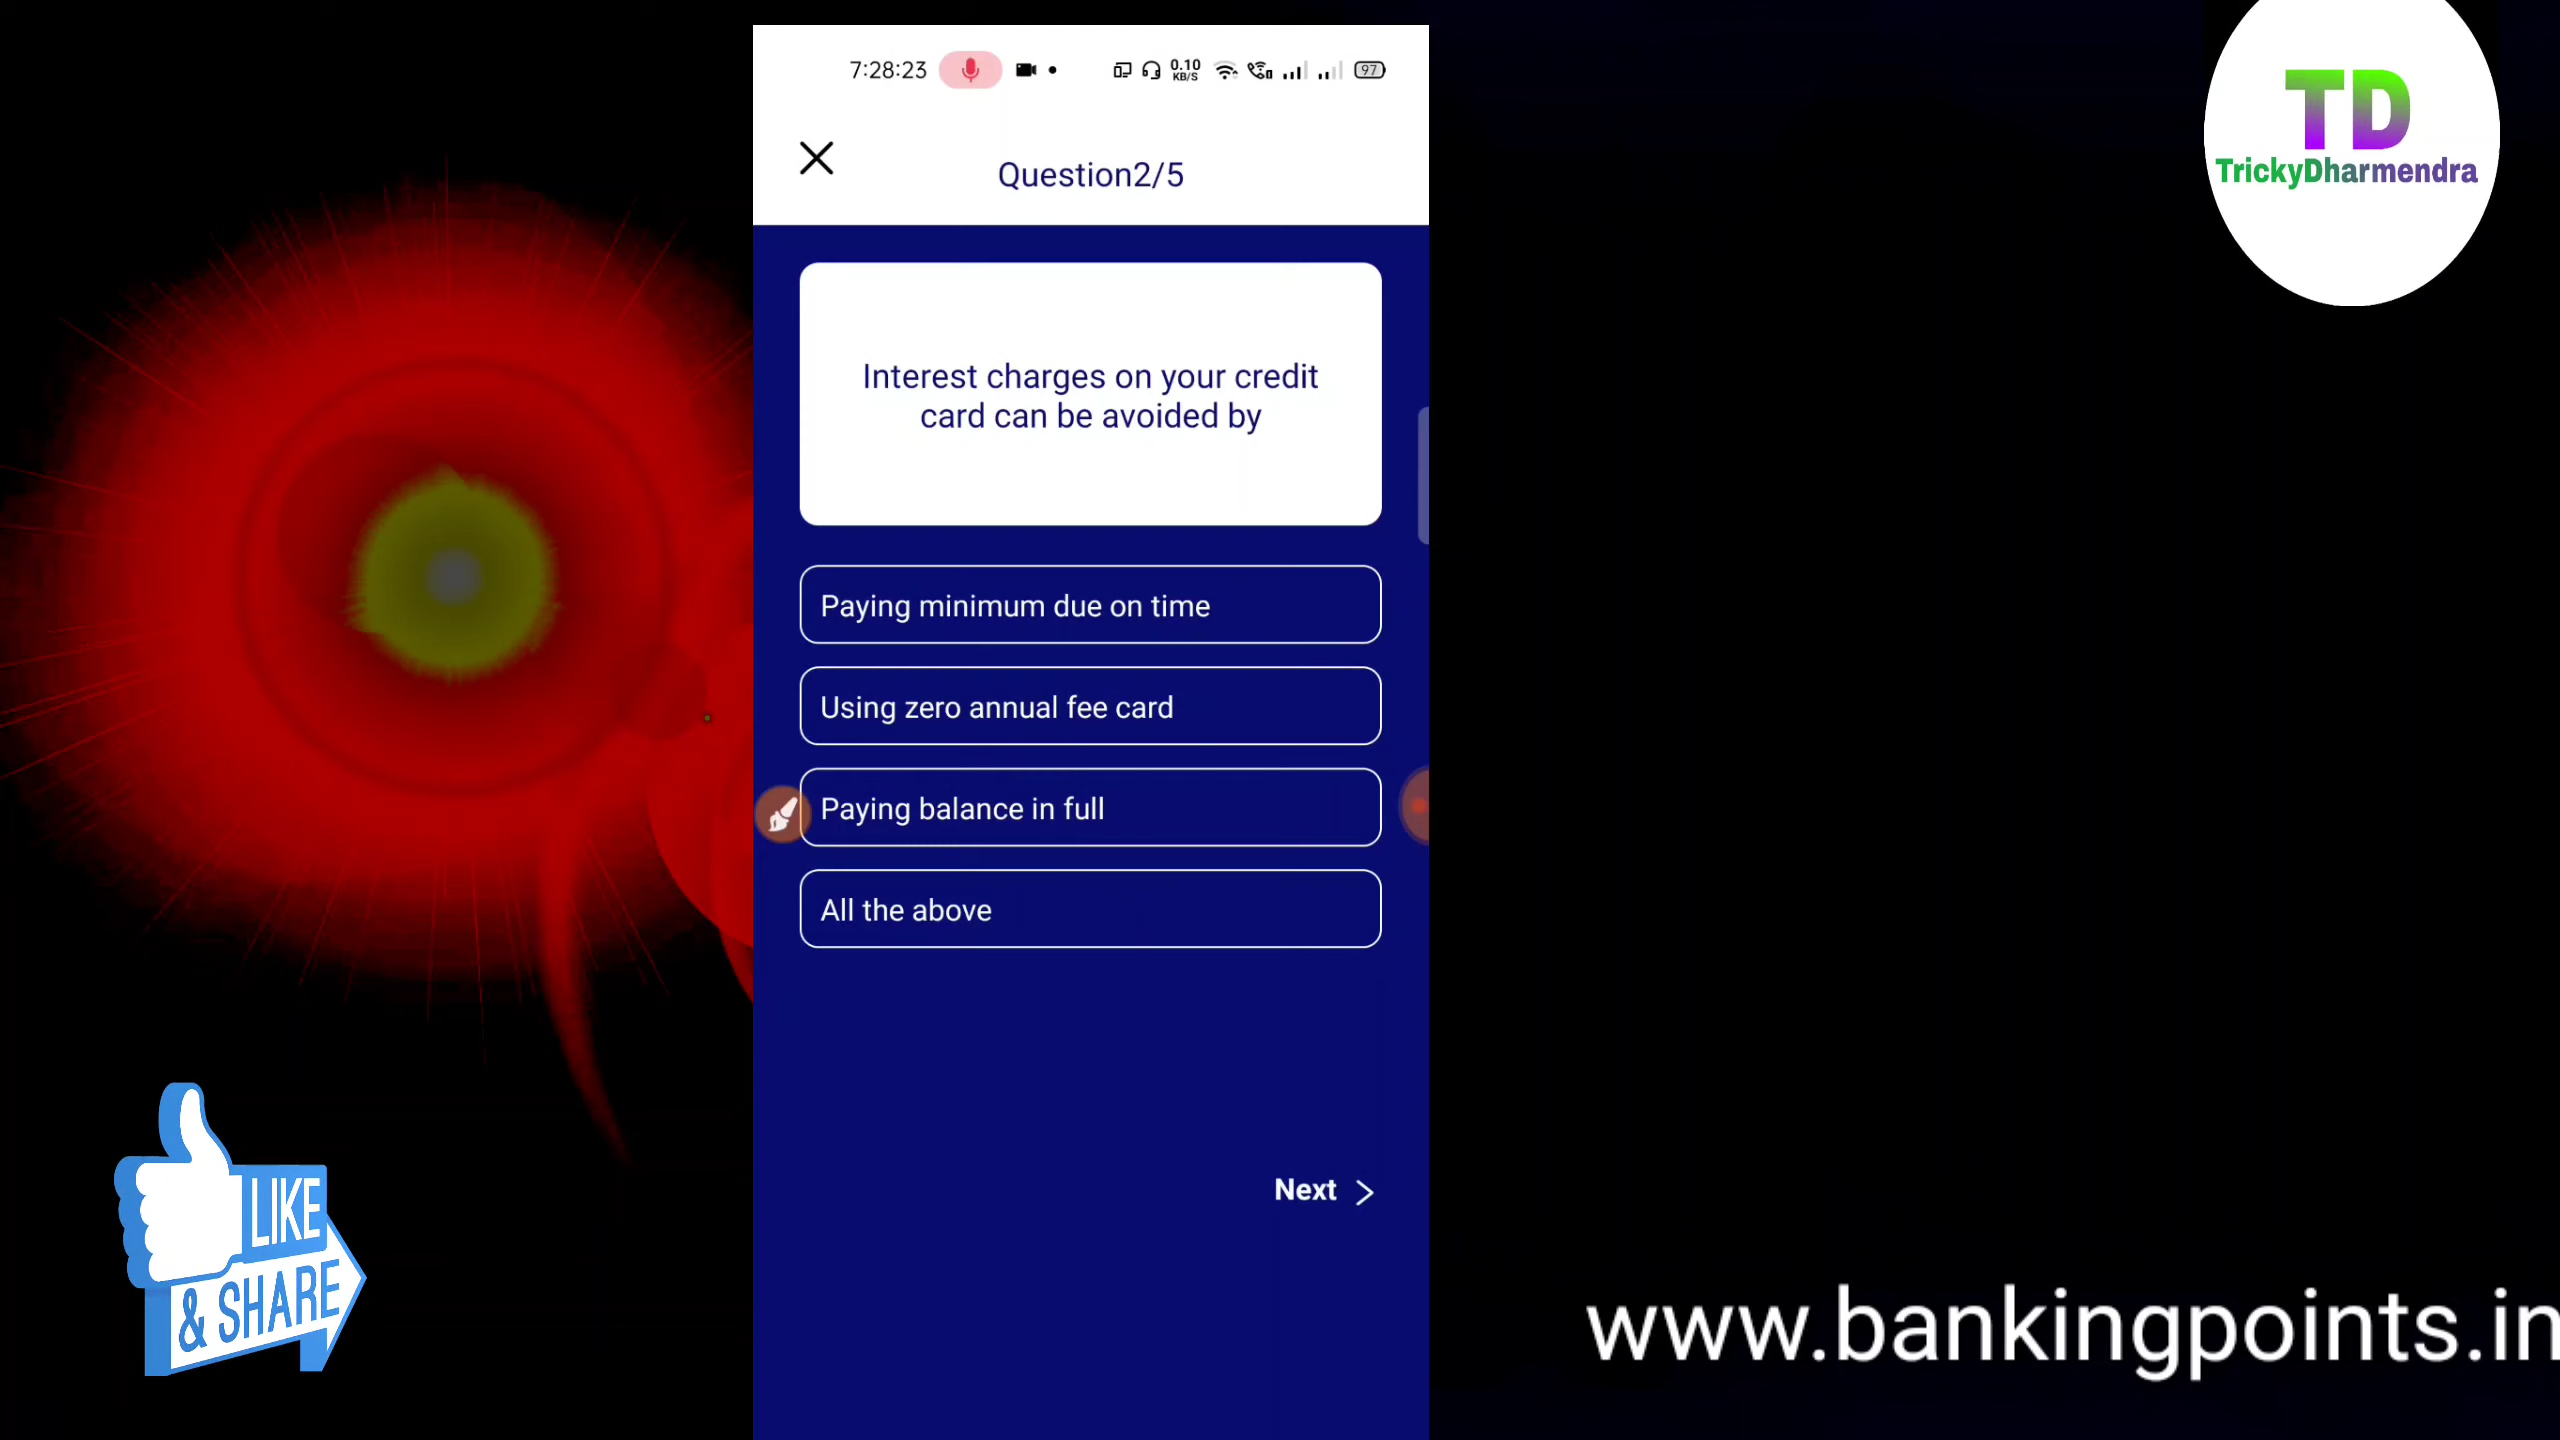 7:28:23
0.10
KB/S
97
TD
TrickyDharmendra
Question2/5
Interest charges on your credit
card can be avoided by
Paying minimum due on time
Using zero annual fee card
Paying balance in full
All the above
Next
LIKE
& SHARE
www.bankingpoints.in